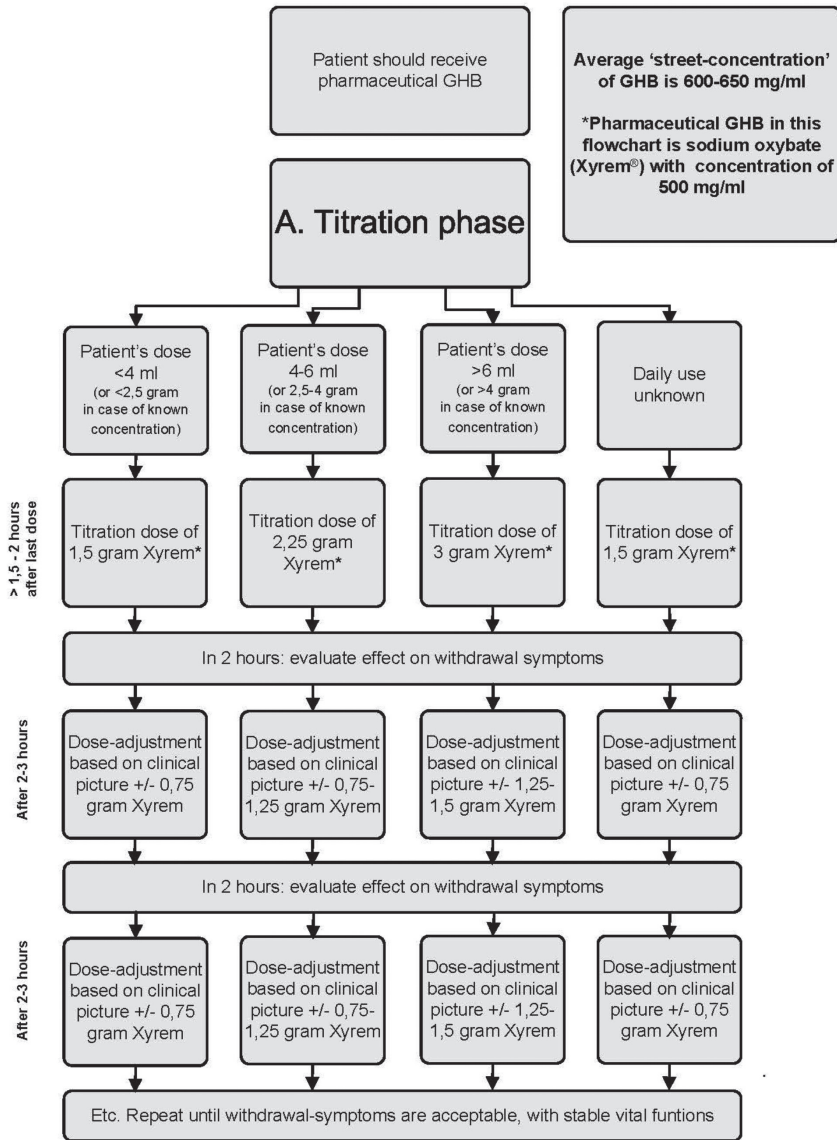 Patient should receive
pharmaceutical GHB
Average ‘street-concentration’
of GHB is 600-650 mg/ml
*Pharmaceutical GHB in this
flowchart is sodium oxybate
(Xyrem®) with concentration of
500 mg/ml
A. Titration phase
Patient’s dose
<4 ml
(or <2,5 gram
in case of known
concentration)
Patient’s dose
4-6 ml
(or 2,5-4 gram
in case of known
concentration)
Patient’s dose
>6 ml
(or >4 gram
in case of known
concentration)
Daily use
unknown
> 1,5 - 2 hours
after last dose
Titration dose of
1,5 gram Xyrem*
Titration dose of
2,25 gram
Xyrem*
Titration dose of
3 gram Xyrem*
Titration dose of
1,5 gram Xyrem*
In 2 hours: evaluate effect on withdrawal symptoms
After 2-3 hours
Dose-adjustment
based on clinical
picture +/- 0,75
gram Xyrem
Dose-adjustment
based on clinical
picture +/- 0,75-
1,25 gram Xyrem
Dose-adjustment
based on clinical
picture +/- 1,25-
1,5 gram Xyrem
Dose-adjustment
based on clinical
picture +/- 0,75
gram Xyrem
In 2 hours: evaluate effect on withdrawal symptoms
After 2-3 hours
Dose-adjustment
based on clinical
picture +/- 0,75
gram Xyrem
Dose-adjustment
based on clinical
picture +/- 0,75-
1,25 gram Xyrem
Dose-adjustment
based on clinical
picture +/- 1,25-
1,5 gram Xyrem
Dose-adjustment
based on clinical
picture +/- 0,75
gram Xyrem
Etc. Repeat until withdrawal-symptoms are acceptable, with stable vital funtions